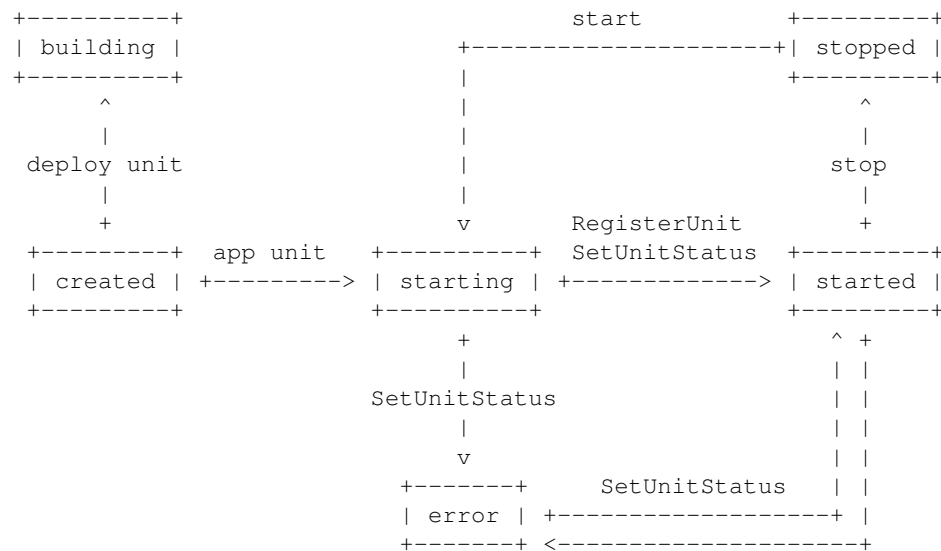 start
building
stopped
deploy unit
stop
RegisterUnit
app unit
SetUnitStatus
created
starting
started
SetUnitStatus
SetUnitStatus
error